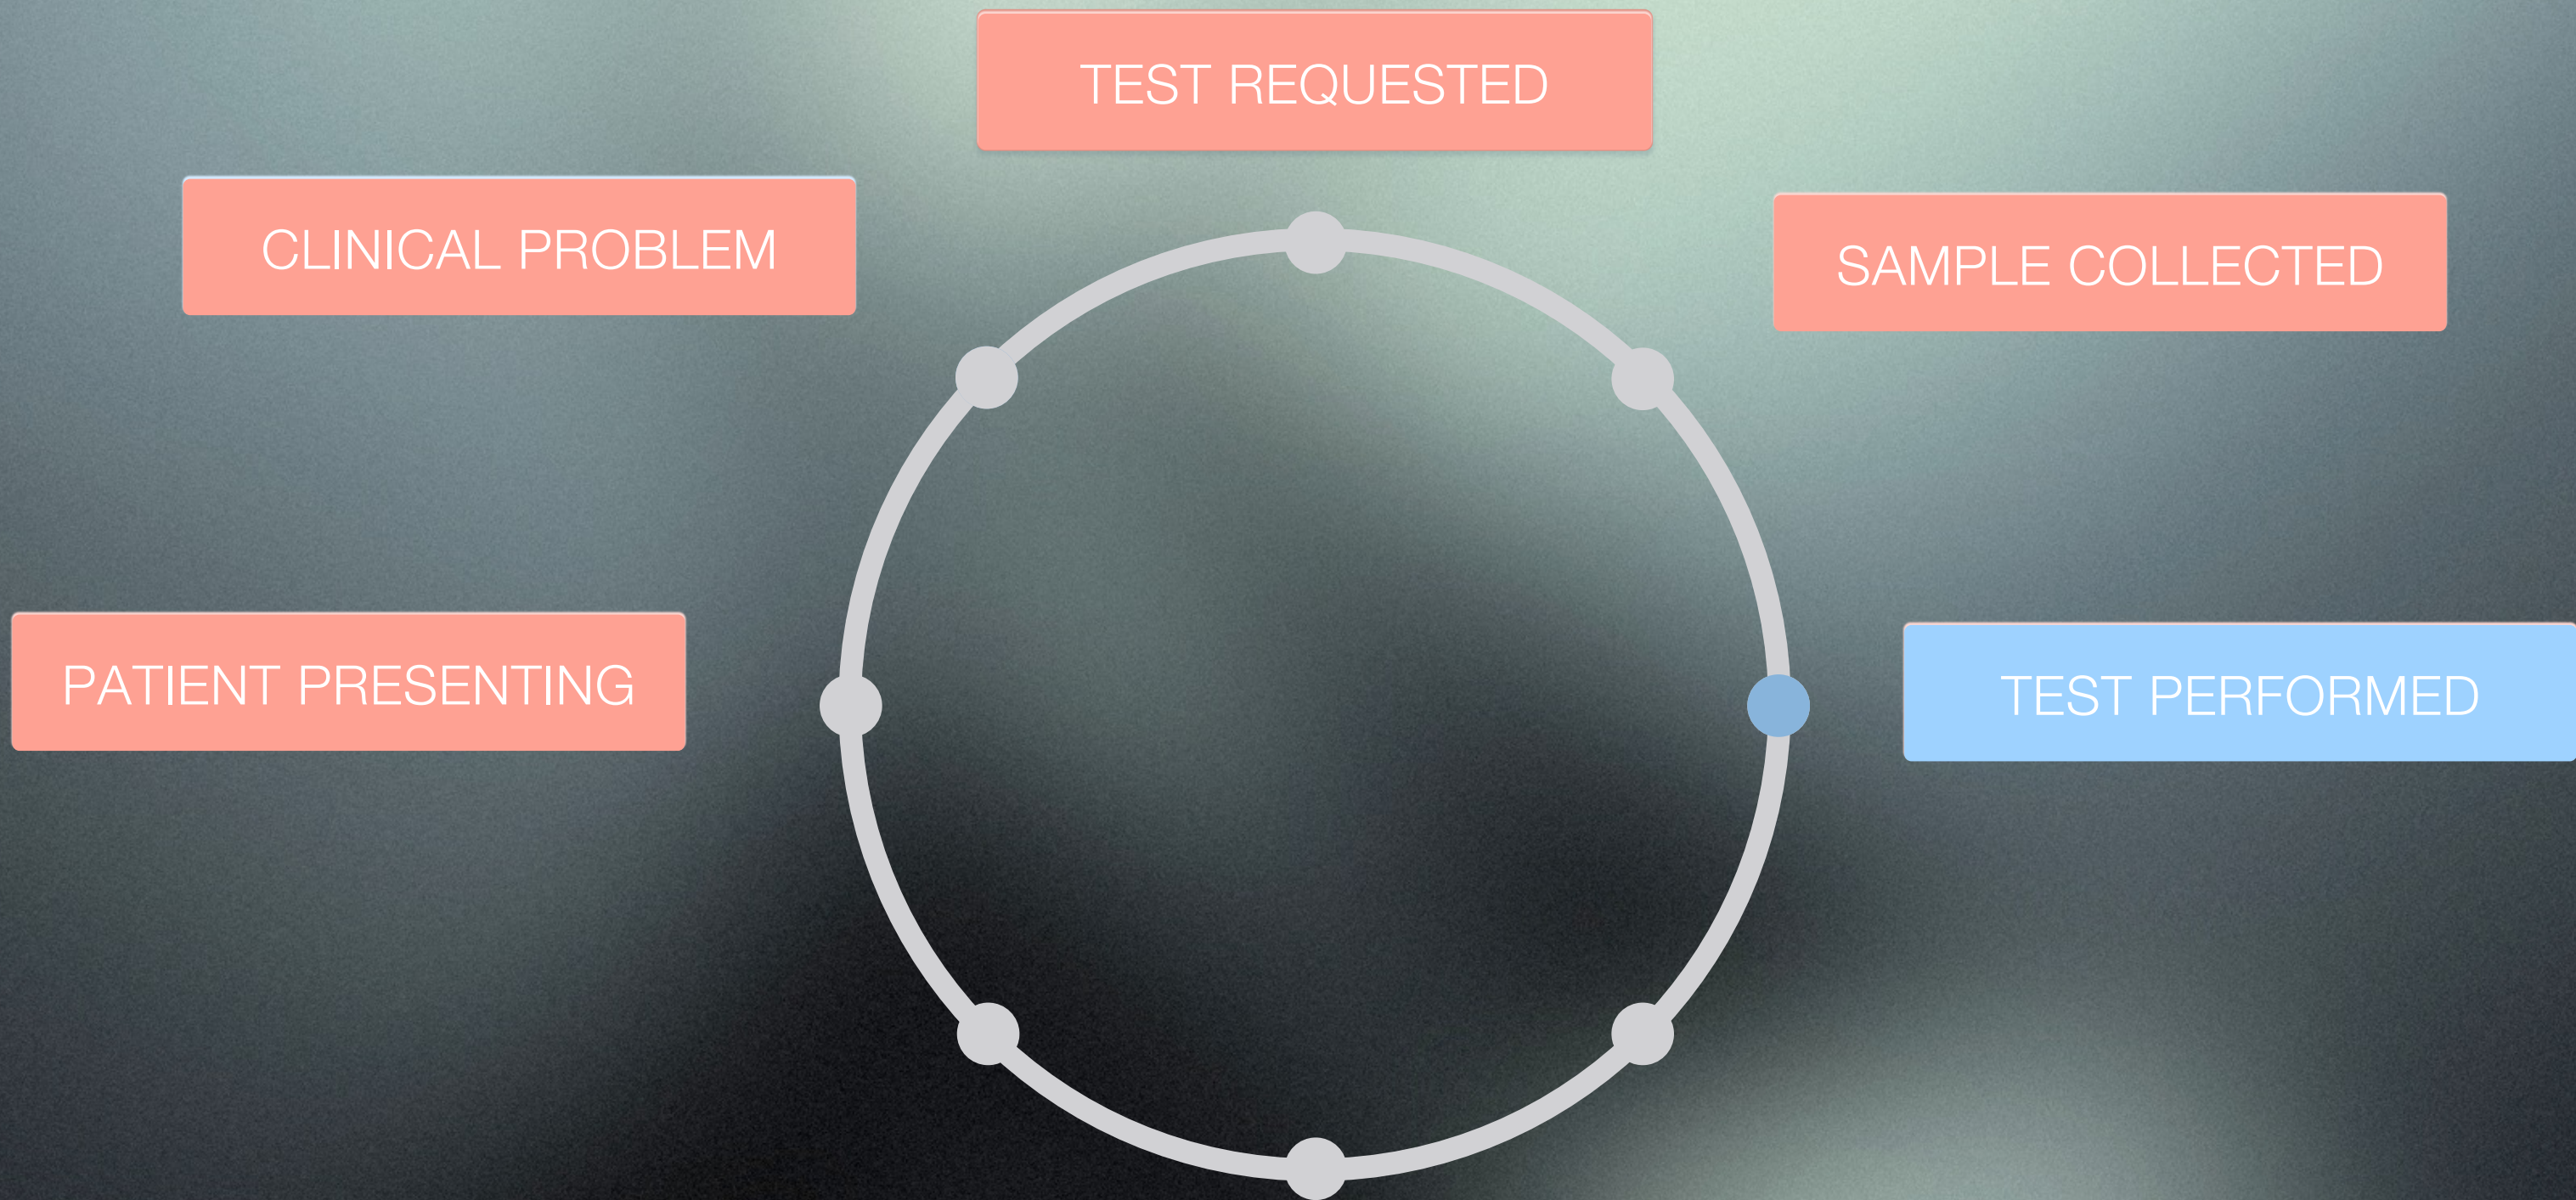 TEST REQUESTED
CLINICAL PROBLEM
SAMPLE COLLECTED
PATIENT PRESENTING
TEST PERFORMED